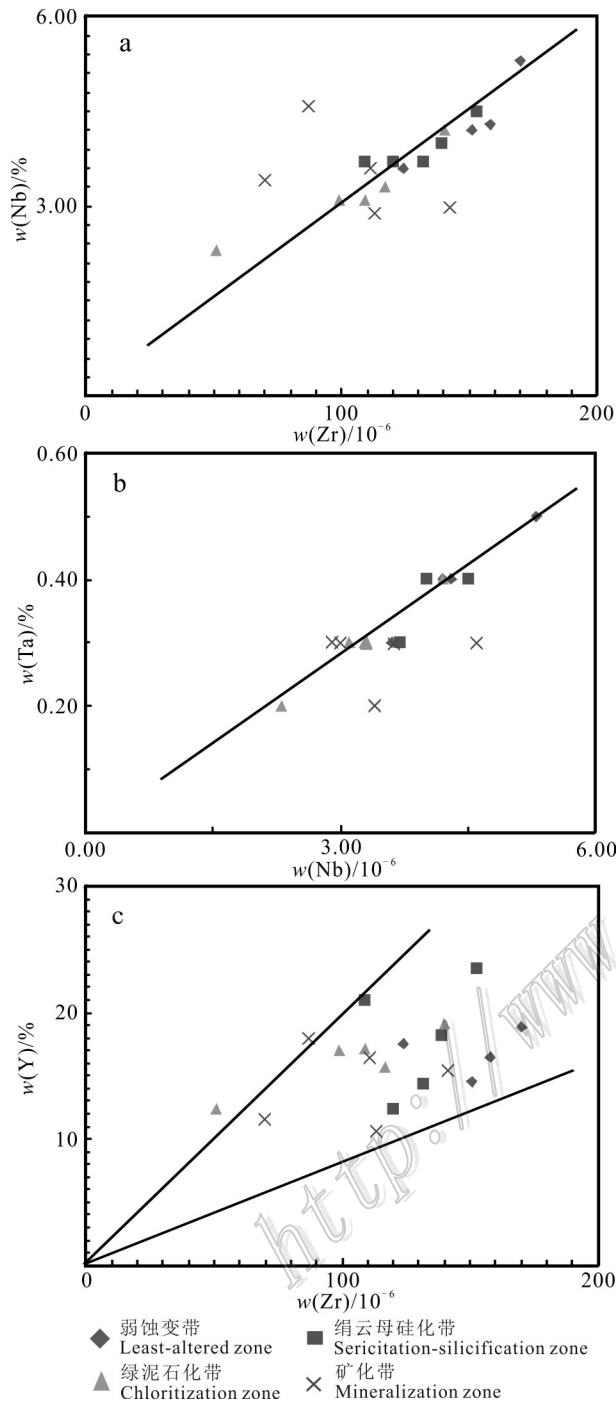 6.00
a
3.00
w(Nb)/%
0
100
200
w(Zr)/10⁻⁶
0.60
b
0.40
w(Ta)/%
0.20
0.00
3.00
6.00
w(Nb)/10⁻⁶
30
c
20
w(Y)/%
10
0
100
200
w(Zr)/10⁻⁶
http://www
弱蚀变带
Least-altered zone
绢云母硅化带
Sericitation-silicification zone
绿泥石化带
Chloritization zone
矿化带
Mineralization zone